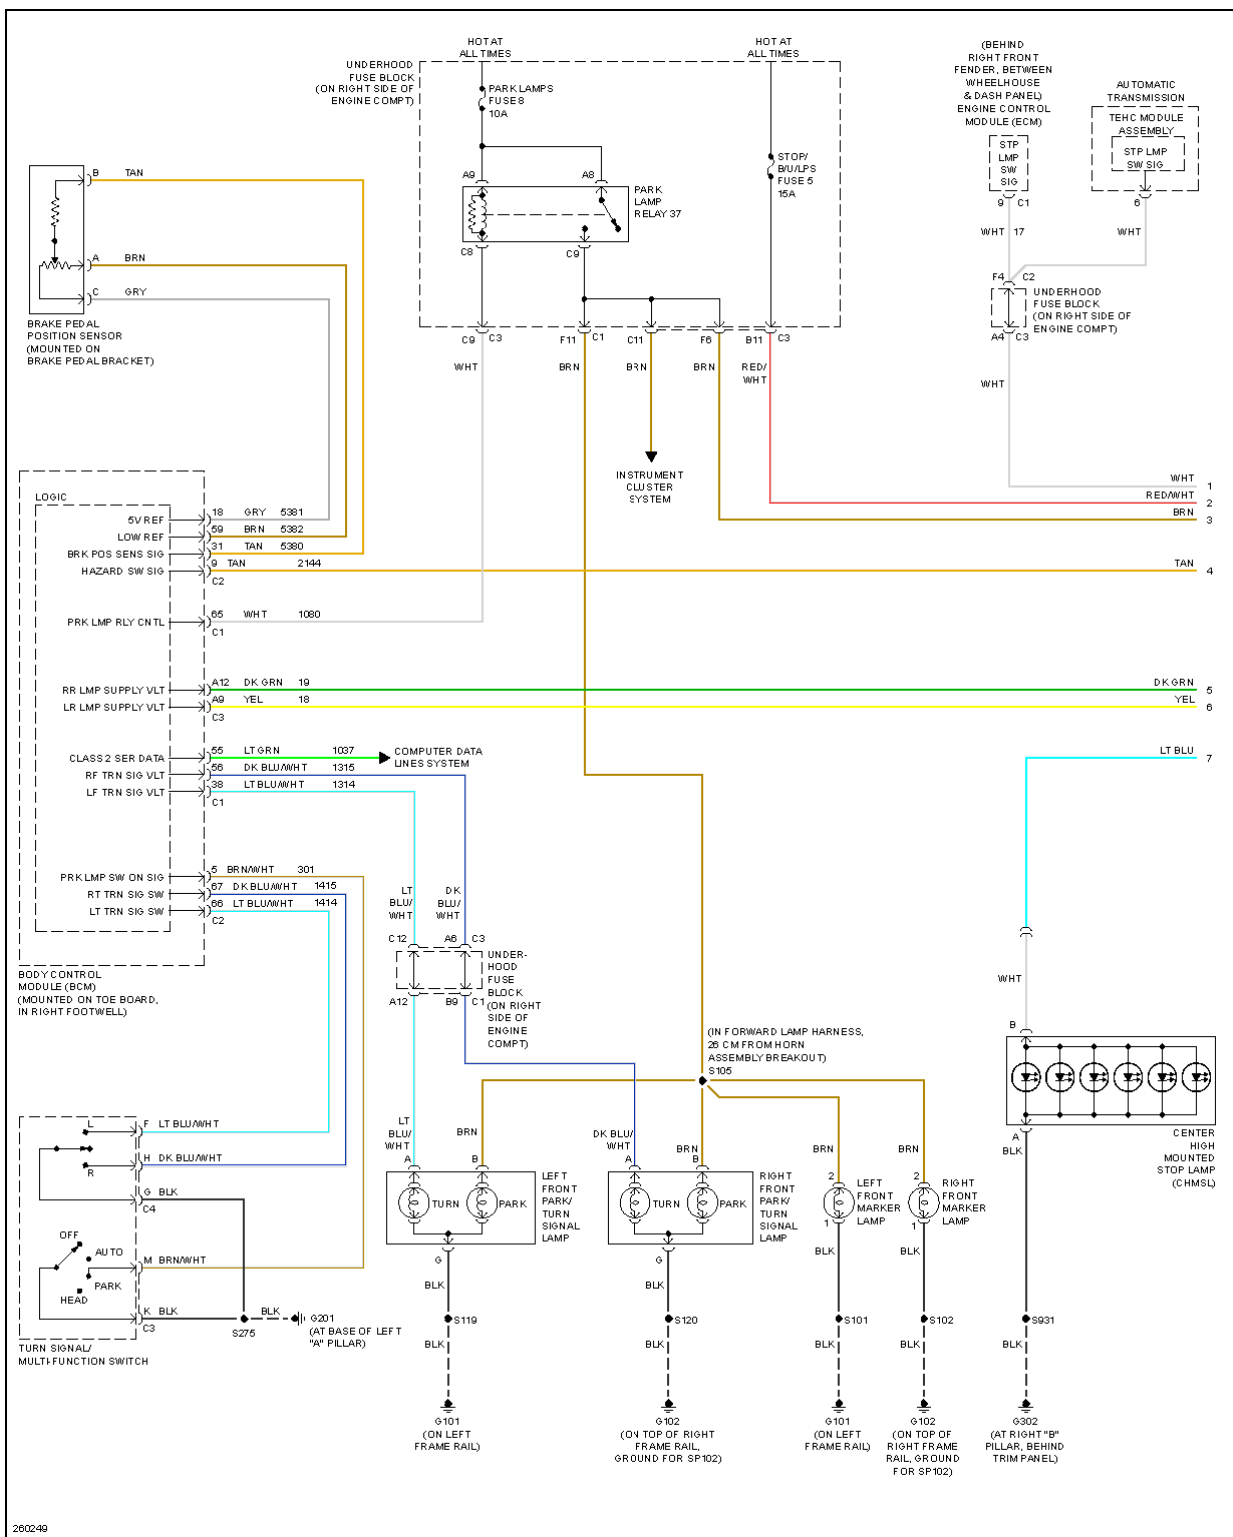 HOT AT
ALL TIMES
HOT AT
ALL TIMES
(BEHIND
RIGHT FRONT
FENDER, BETWEEN
WHEELHOUSE
& DASH PANEL)
ENGINE CONTROL
MODULE (ECM)
AUTOMATIC
TRANSMISSION
UNDERHOOD
FUSE BLOCK
(ON RIGHT SIDE OF
ENGINE COMPT)
PARK LAMPS
FUSE 8
10A
STOP/
B/U/LPS
FUSE 5
15A
TEHC MODULE
ASSEMBLY
STP LMP
SW SIG
STP
LMP
SW
SIG
9 C1
6
WHT 17
WHT
F4 C2
UNDERHOOD
FUSE BLOCK
(ON RIGHT SIDE OF
ENGINE COMPT)
A4 C3
WHT
A9
A8
PARK
LAMP
RELAY 37
C8
C9
B TAN
A BRN
C GRY
BRAKE PEDAL
POSITION SENSOR
(MOUNTED ON
BRAKE PEDAL BRACKET)
C9 C3
F11 C1
C11
F6
B11 C3
WHT
BRN
BRN
BRN
RED/
WHT
INSTRUMENT
CLUSTER
SYSTEM
WHT 1
RED/WHT 2
BRN 3
TAN 4
DK GRN 5
YEL 6
LT BLU 7
LOGIC
5V REF 18 GRY 5381
LOW REF 59 BRN 5382
BRK POS SENS SIG 31 TAN 5380
HAZARD SW SIG 9 TAN 2144
C2
PRK LMP RLY CNTL 65 WHT 1080
C1
RR LMP SUPPLY VLT A12 DK GRN 19
LR LMP SUPPLY VLT A9 YEL 18
C3
CLASS 2 SER DATA 55 LT GRN 1037
COMPUTER DATA
LINES SYSTEM
RF TRN SIG VLT 56 DK BLU/WHT 1315
LF TRN SIG VLT 38 LT BLU/WHT 1314
C1
PRK LMP SW ON SIG 5 BRN/WHT 301
RT TRN SIG SW 67 DK BLU/WHT 1415
LT TRN SIG SW 66 LT BLU/WHT 1414
C2
BODY CONTROL
MODULE (BCM)
(MOUNTED ON TOE BOARD,
IN RIGHT FOOTWELL)
LT
BLU/
WHT
DK
BLU/
WHT
C12
A6 C3
UNDER-
HOOD
FUSE
BLOCK
(ON RIGHT
SIDE OF
ENGINE
COMPT)
A12
B9 C1
(IN FORWARD LAMP HARNESS,
26 CM FROM HORN
ASSEMBLY BREAKOUT)
S105
WHT
B
A
CENTER
HIGH
MOUNTED
STOP LAMP
(CHMSL)
BLK
L
R
F LT BLU/WHT
H DK BLU/WHT
G BLK
C4
OFF
AUTO
PARK
HEAD
M BRN/WHT
K BLK
C3
S275
BLK
G201
(AT BASE OF LEFT
"A" PILLAR)
TURN SIGNAL/
MULTI-FUNCTION SWITCH
LT
BLU/
WHT
BRN
A
B
TURN
PARK
LEFT
FRONT
PARK/
TURN
SIGNAL
LAMP
G
BLK
S119
BLK
G101
(ON LEFT
FRAME RAIL)
DK BLU/
WHT
BRN
A
B
TURN
PARK
RIGHT
FRONT
PARK/
TURN
SIGNAL
LAMP
G
BLK
S120
BLK
G102
(ON TOP OF RIGHT
FRAME RAIL,
GROUND FOR SP102)
BRN
2
LEFT
FRONT
MARKER
LAMP
1
BLK
S101
BLK
G101
(ON LEFT
FRAME RAIL)
BRN
2
RIGHT
FRONT
MARKER
LAMP
1
BLK
S102
BLK
G102
(ON TOP OF
RIGHT FRAME
RAIL, GROUND
FOR SP102)
S931
BLK
G302
(AT RIGHT "B"
PILLAR, BEHIND
TRIM PANEL)
260249